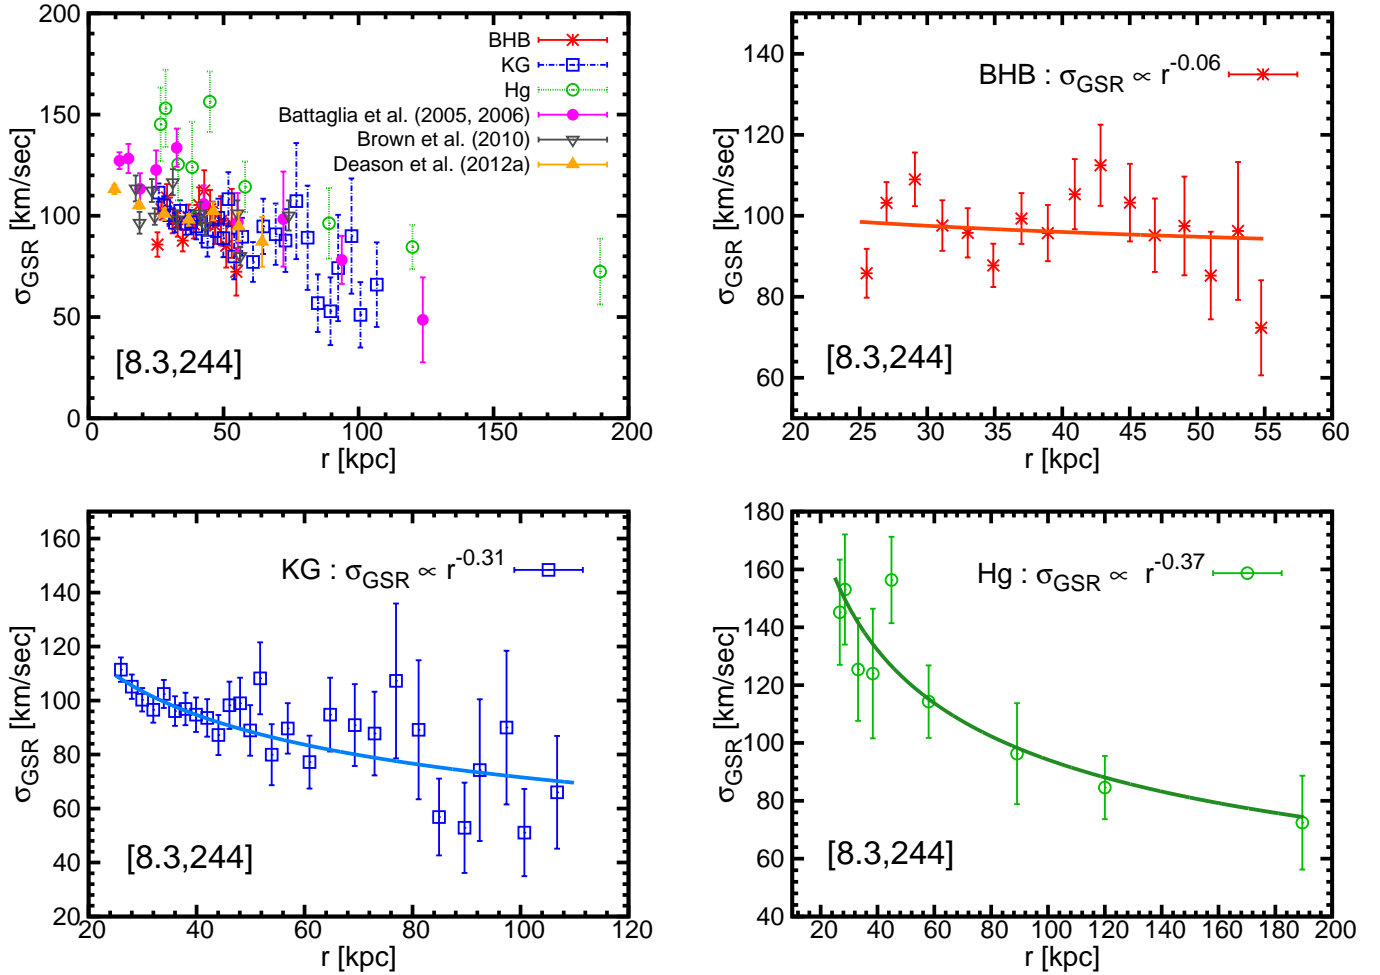 200
150
100
50
0
0 50 100 150 200
σGSR [km/sec]
r [kpc]
BHB
KG
Hg
Battaglia et al. (2005, 2006)
Brown et al. (2010)
Deason et al. (2012a)
[8.3,244]
140
120
100
80
60
20 25 30 35 40 45 50 55 60
σGSR [km/sec]
r [kpc]
BHB : σGSR ∝ r-0.06
[8.3,244]
160
140
120
100
80
60
40
20
20 40 60 80 100 120
σGSR [km/sec]
r [kpc]
KG : σGSR ∝ r-0.31
[8.3,244]
180
160
140
120
100
80
60
40
20 40 60 80 100 120 140 160 180 200
σGSR [km/sec]
r [kpc]
Hg : σGSR ∝ r-0.37
[8.3,244]